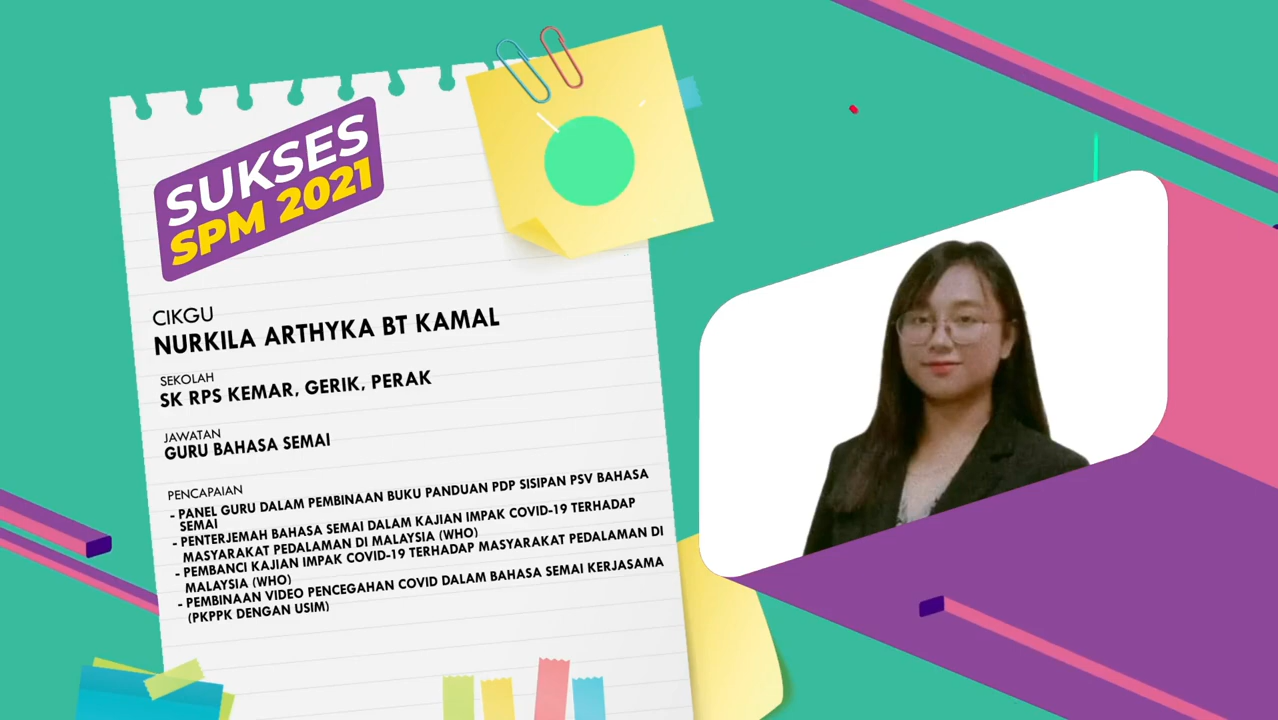 SUKSES
SPM 2021
CIKGU
NURKILA ARTHYKA BT KAMAL
SEKOLAH
SK RPS KEMAR, GERIK, PERAK
JAWATAN
GURU BAHASA SEMAI
PENCAPAIAN
- PANEL GURU DALAM PEMBINAAN BUKU PANDUAN PDP SISIPAN PSV BAHASA
SEMAI
- PENTERJEMAH BAHASA SEMAI DALAM KAJIAN IMPAK COVID-19 TERHADAP
MASYARAKAT PEDALAMAN DI MALAYSIA (WHO)
- PEMBANCI KAJIAN IMPAK COVID-19 TERHADAP MASYARAKAT PEDALAMAN DI
MALAYSIA (WHO)
- PEMBINAAN VIDEO PENCEGAHAN COVID DALAM BAHASA SEMAI KERJASAMA
(PKPPK DENGAN USIM)